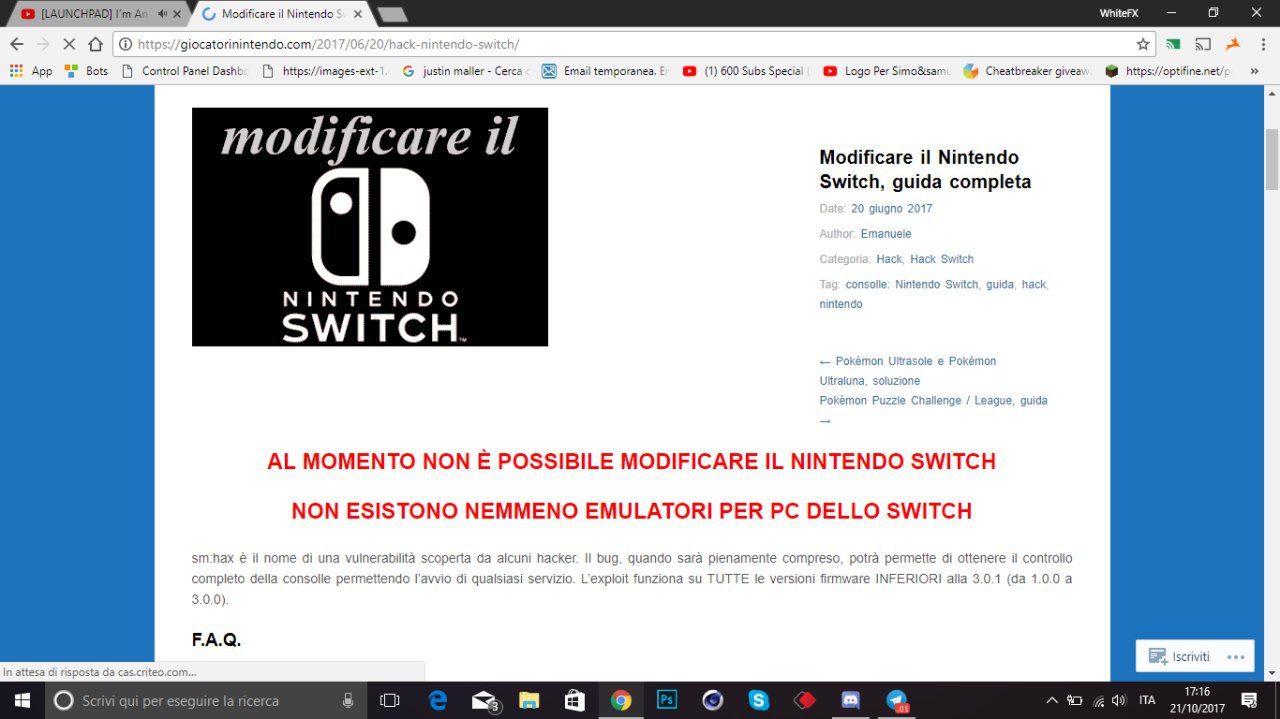 [LAUNCHPAD] I'm An
Modificare il Nintendo S
WhiteFX
https://giocatorinintendo.com/2017/06/20/hack-nintendo-switch/
App
Bots
Control Panel Dashbo
https://images-ext-1.
justin maller - Cerca
Email temporanea. E
(1) 600 Subs Special (
Logo Per Simo&samu
Cheatbreaker giveaw
https://optifine.net/p
»
modificare il
NINTENDO
SWITCH™
Modificare il Nintendo
Switch, guida completa
Date: 20 giugno 2017
Author: Emanuele
Categoria: Hack, Hack Switch
Tag: consolle: Nintendo Switch, guida, hack,
nintendo
← Pokémon Ultrasole e Pokémon
Ultraluna, soluzione
Pokémon Puzzle Challenge / League, guida
→
AL MOMENTO NON È POSSIBILE MODIFICARE IL NINTENDO SWITCH
NON ESISTONO NEMMENO EMULATORI PER PC DELLO SWITCH
sm:hax è il nome di una vulnerabilità scoperta da alcuni hacker. Il bug, quando sarà pienamente compreso, potrà permette di ottenere il controllo
completo della consolle permettendo l'avvio di qualsiasi servizio. L'exploit funziona su TUTTE le versioni firmware INFERIORI alla 3.0.1 (da 1.0.0 a
3.0.0).
F.A.Q.
Iscriviti
In attesa di risposta da cas.criteo.com...
Scrivi qui per eseguire la ricerca
3
Ps
ITA
17:16
21/10/2017